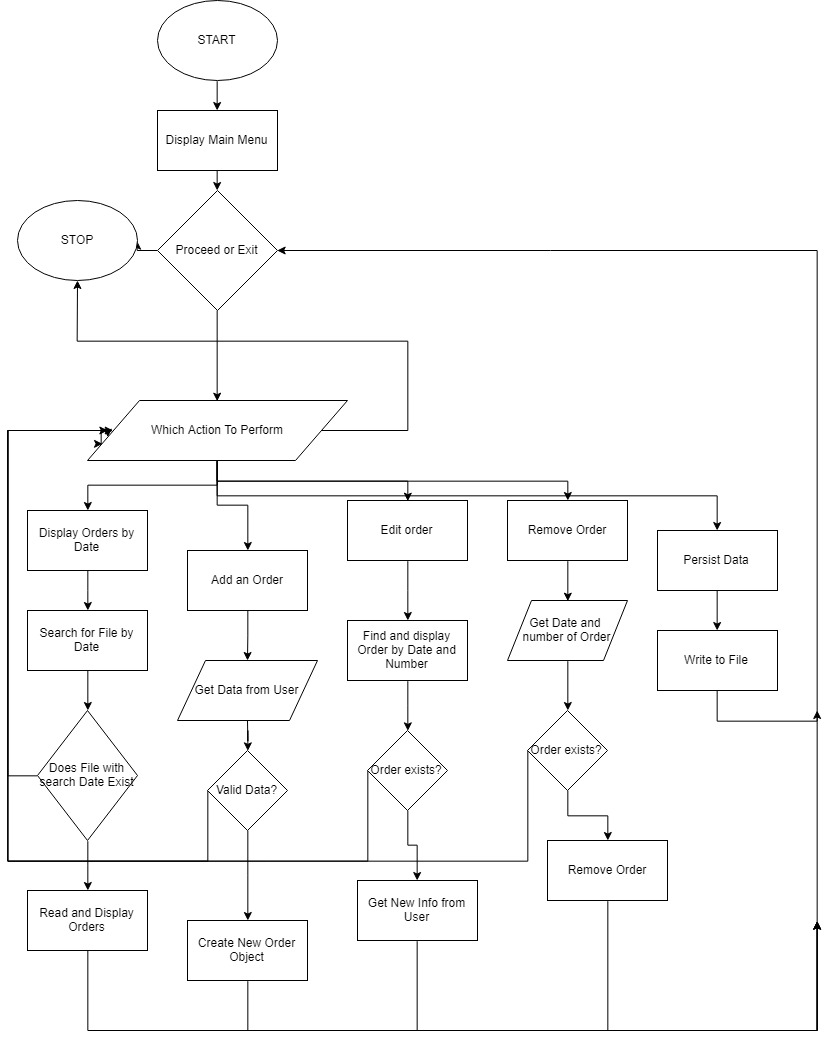 START
Display Main Menu
Proceed or Exit
STOP
Which Action To Perform
Display Orders by
Date
Search for File by
Date
Does File with
search Date Exist
Read and Display
Orders
Add an Order
Get Data from User
Valid Data?
Create New Order
Object
Edit order
Find and display
Order by Date and
Number
Order exists?
Get New Info from
User
Remove Order
Get Date and
number of Order
Order exists?
Remove Order
Persist Data
Write to File